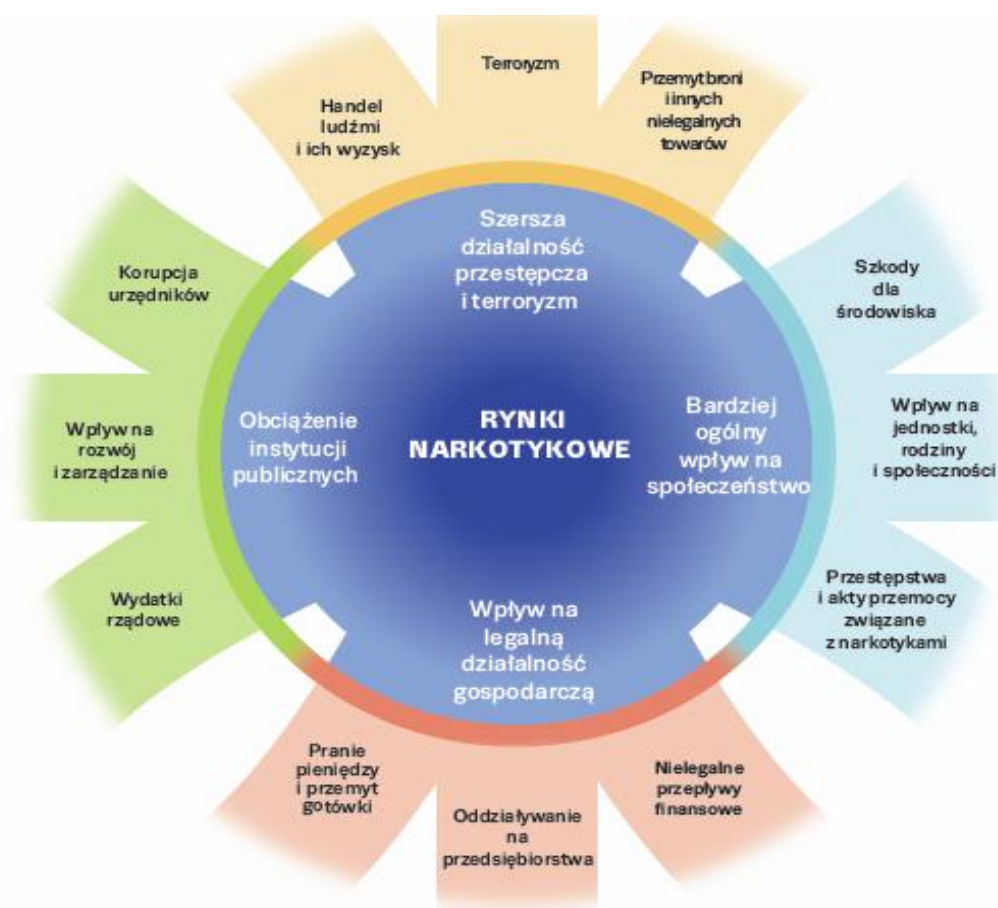 Terroryzm
Przemyt broni
i innych
nielegalnych
towarów
Handel
ludźmi
i ich wyzysk
Szersza
działalność
przestępcza
i terroryzm
Korupcja
urzędników
Szkody
dla
środowiska
RYNKI
NARKOTYKOWE
Obciążenie
instytucji
publicznych
Bardziej
ogólny
wpływ na
społeczeństwo
Wpływ na
rozwój
i zarządzanie
Wpływ na
jednostki,
rodziny
i społeczności
Wydatki
rządowe
Przestępstwa
i akty przemocy
związane
z narkotykami
Wpływ na
legalną
działalność
gospodarczą
Pranie
pieniędzy
i przemyt
gotówki
Oddziaływanie
na
przedsiębiorstwa
Nielegalne
przepływy
finansowe